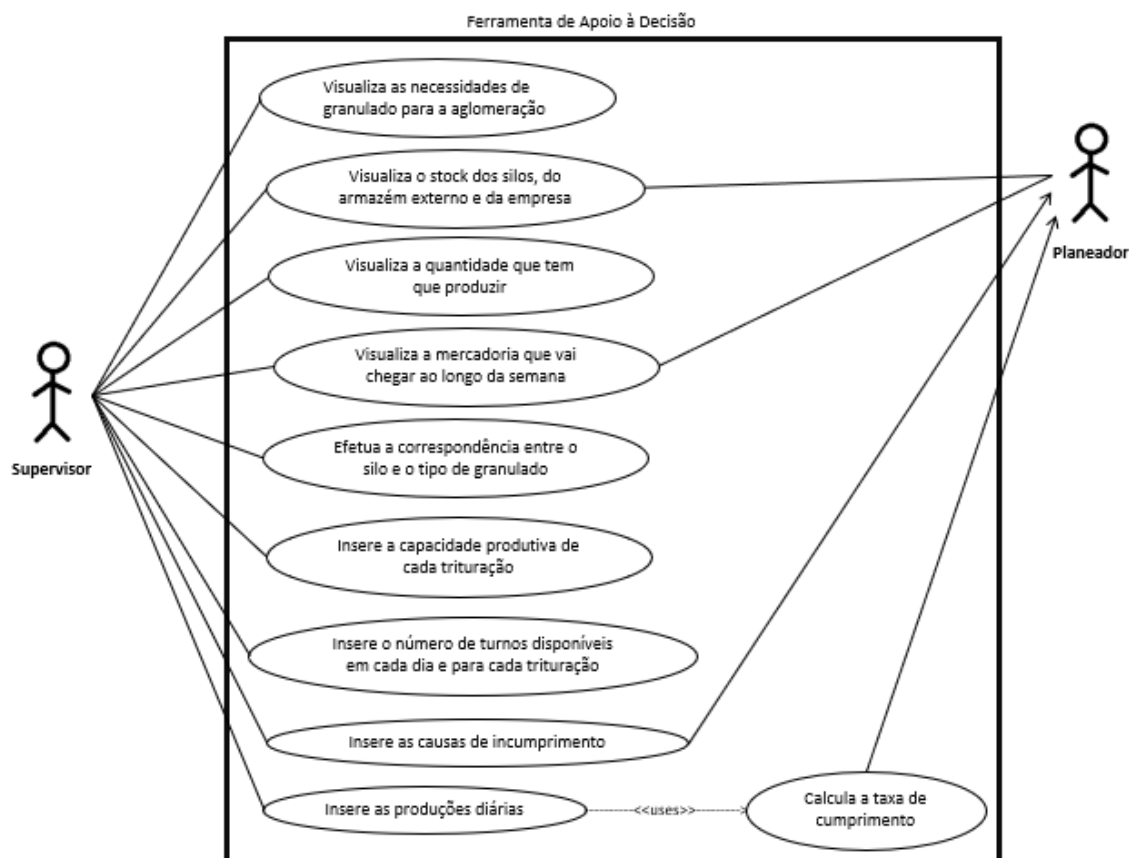 Ferramenta de Apoio à Decisão
Visualiza as necessidades de
granulado para a aglomeração
Visualiza o stock dos silos, do
armazém externo e da empresa
Visualiza a quantidade que tem
que produzir
Visualiza a mercadoria que vai
chegar ao longo da semana
Efetua a correspondência entre o
silo e o tipo de granulado
Insere a capacidade produtiva de
cada trituração
Insere o número de turnos disponíveis
em cada dia e para cada trituração
Insere as causas de incumprimento
Insere as produções diárias
<<uses>>
Calcula a taxa de
cumprimento
Supervisor
Planeador